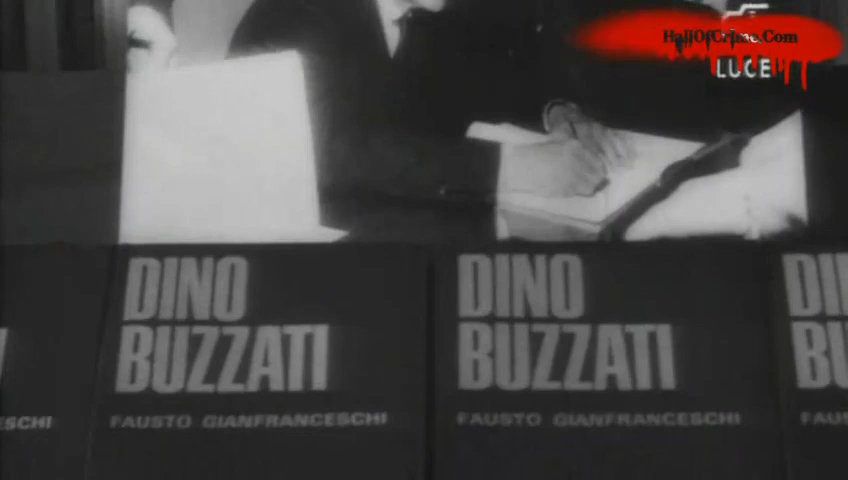 HallOfCrime.Com
LUCE
DINO
BUZZATI
FAUSTO GIANFRANCESCHI
DINO
BUZZATI
FAUSTO GIANFRANCESCHI